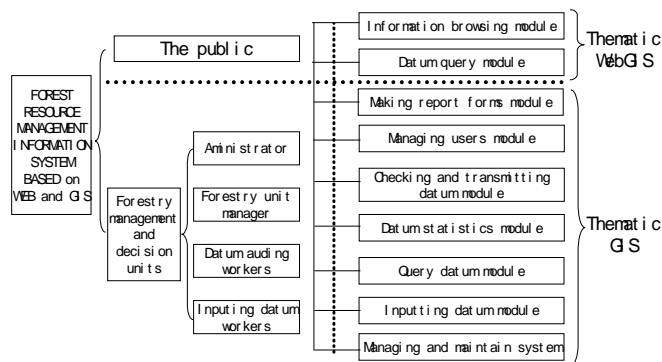 FOREST
RESOURCE
MANAGEMENT
INFORMATION
SYSTEM
BASED on
WEB and GIS
The public
Forestry
management
and
decision
units
Aministrator
Forestry unit
manager
Datum auding
workers
Inputing datum
workers
Information browsing module
Datum query module
Making report forms module
Managing users module
Checking and transmitting
datum module
Datum statistics module
Query datum module
Inputting datum module
Managing and maintain system
Thematic
WebGIS
Thematic
GIS